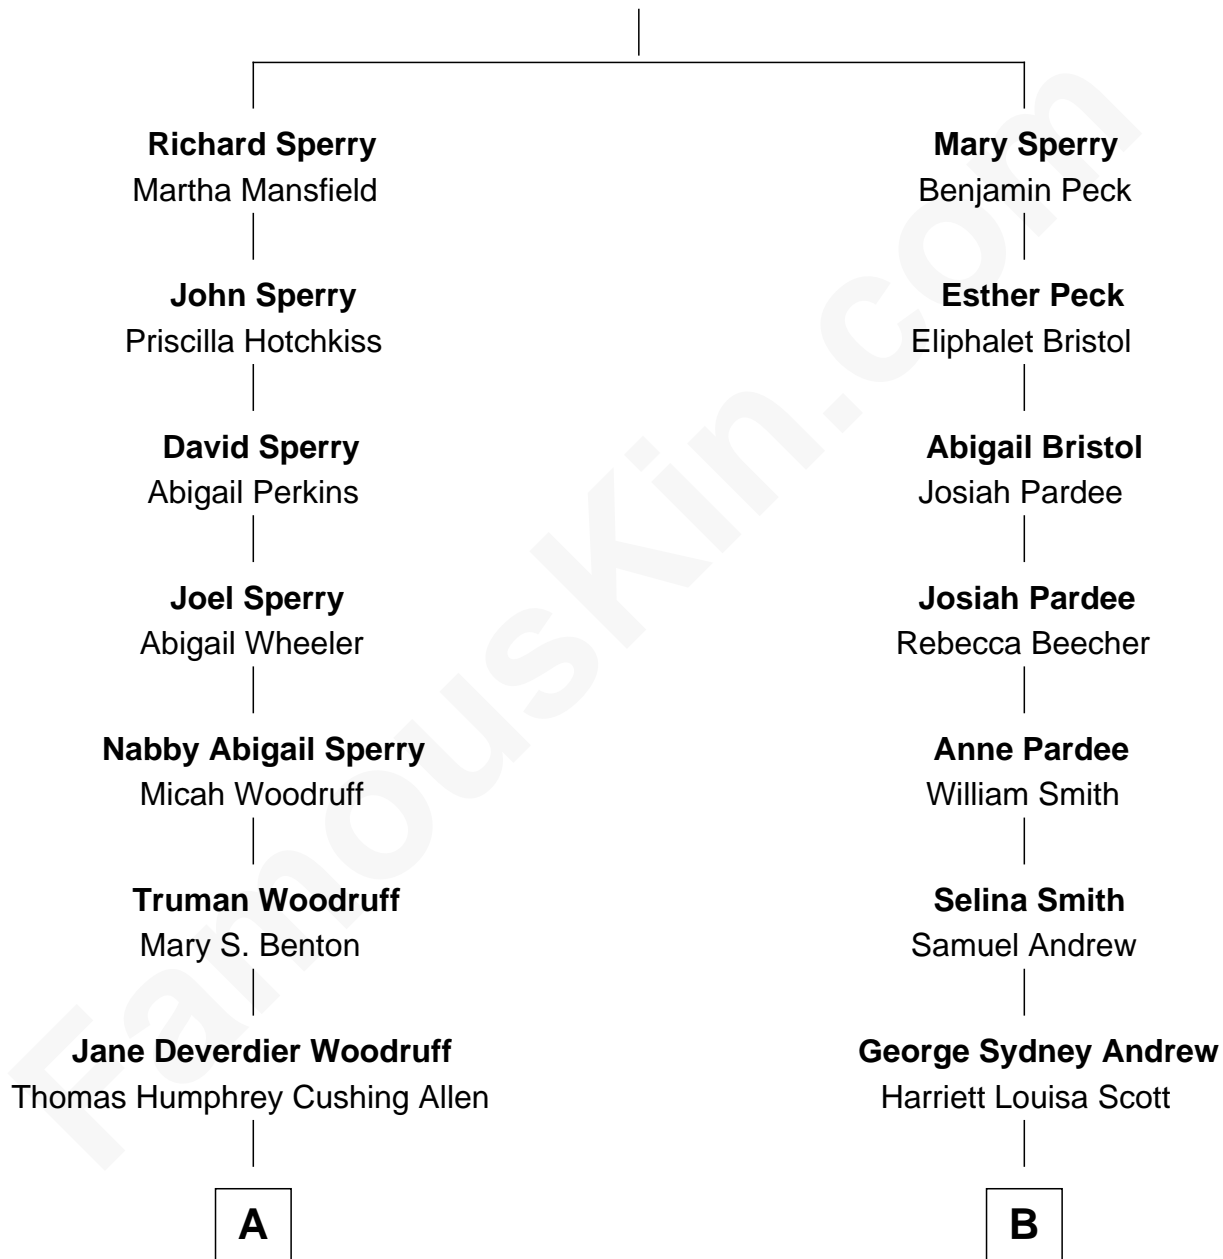 Richard Sperry
Martha Mansfield
John Sperry
Priscilla Hotchkiss
David Sperry
Abigail Perkins
Joel Sperry
Abigail Wheeler
Nabby Abigail Sperry
Micah Woodruff
Truman Woodruff
Mary S. Benton
Jane Deverdier Woodruff
Thomas Humphrey Cushing Allen
A
Mary Sperry
Benjamin Peck
Esther Peck
Eliphalet Bristol
Abigail Bristol
Josiah Pardee
Josiah Pardee
Rebecca Beecher
Anne Pardee
William Smith
Selina Smith
Samuel Andrew
George Sydney Andrew
Harriett Louisa Scott
B
FamousKin.com